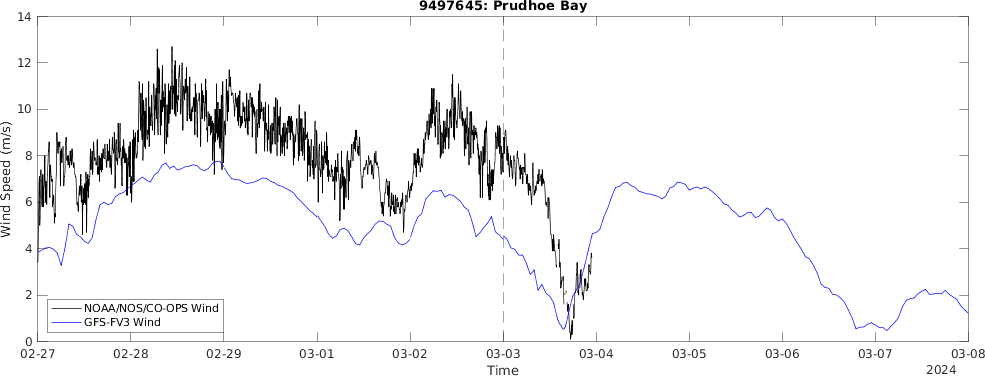 9497645: Prudhoe Bay
Wind Speed (m/s)
14
12
10
8
6
4
2
0
NOAA/NOS/CO-OPS Wind
GFS-FV3 Wind
02-27 02-28 02-29 03-01 03-02 03-03 03-04 03-05 03-06 03-07 03-08
Time
2024